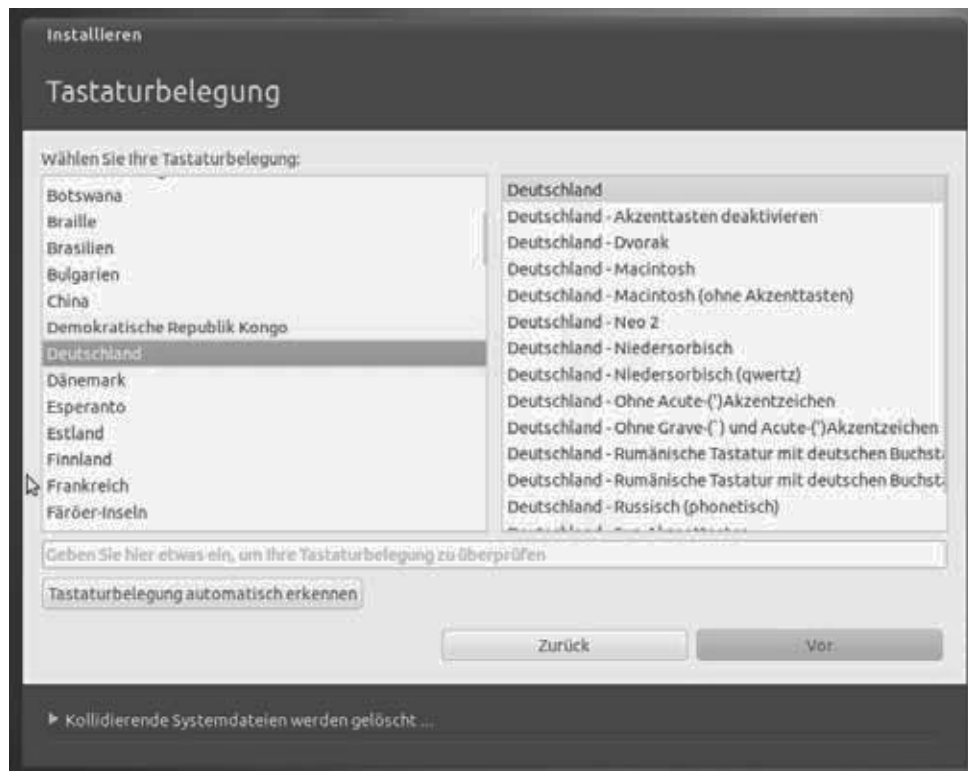 Installieren
Tastaturbelegung
Wählen Sie Ihre Tastaturbelegung:
Botswana
Braille
Brasilien
Bulgarien
China
Demokratische Republik Kongo
Deutschland
Dänemark
Esperanto
Estland
Finnland
Frankreich
Färöer-Inseln
Deutschland
Deutschland - Akzenttasten deaktivieren
Deutschland - Dvorak
Deutschland - Macintosh
Deutschland - Macintosh (ohne Akzenttasten)
Deutschland - Neo 2
Deutschland - Niedersorbisch
Deutschland - Niedersorbisch (qwertz)
Deutschland - Ohne Acute-(')Akzentzeichen
Deutschland - Ohne Grave-(`) und Acute-(')Akzentzeichen
Deutschland - Rumänische Tastatur mit deutschen Buchst
Deutschland - Rumänische Tastatur mit deutschen Buchst
Deutschland - Russisch (phonetisch)
Geben Sie hier etwas ein, um Ihre Tastaturbelegung zu überprüfen
Tastaturbelegung automatisch erkennen
Zurück
Vor
Kollidierende Systemdateien werden gelöscht ...